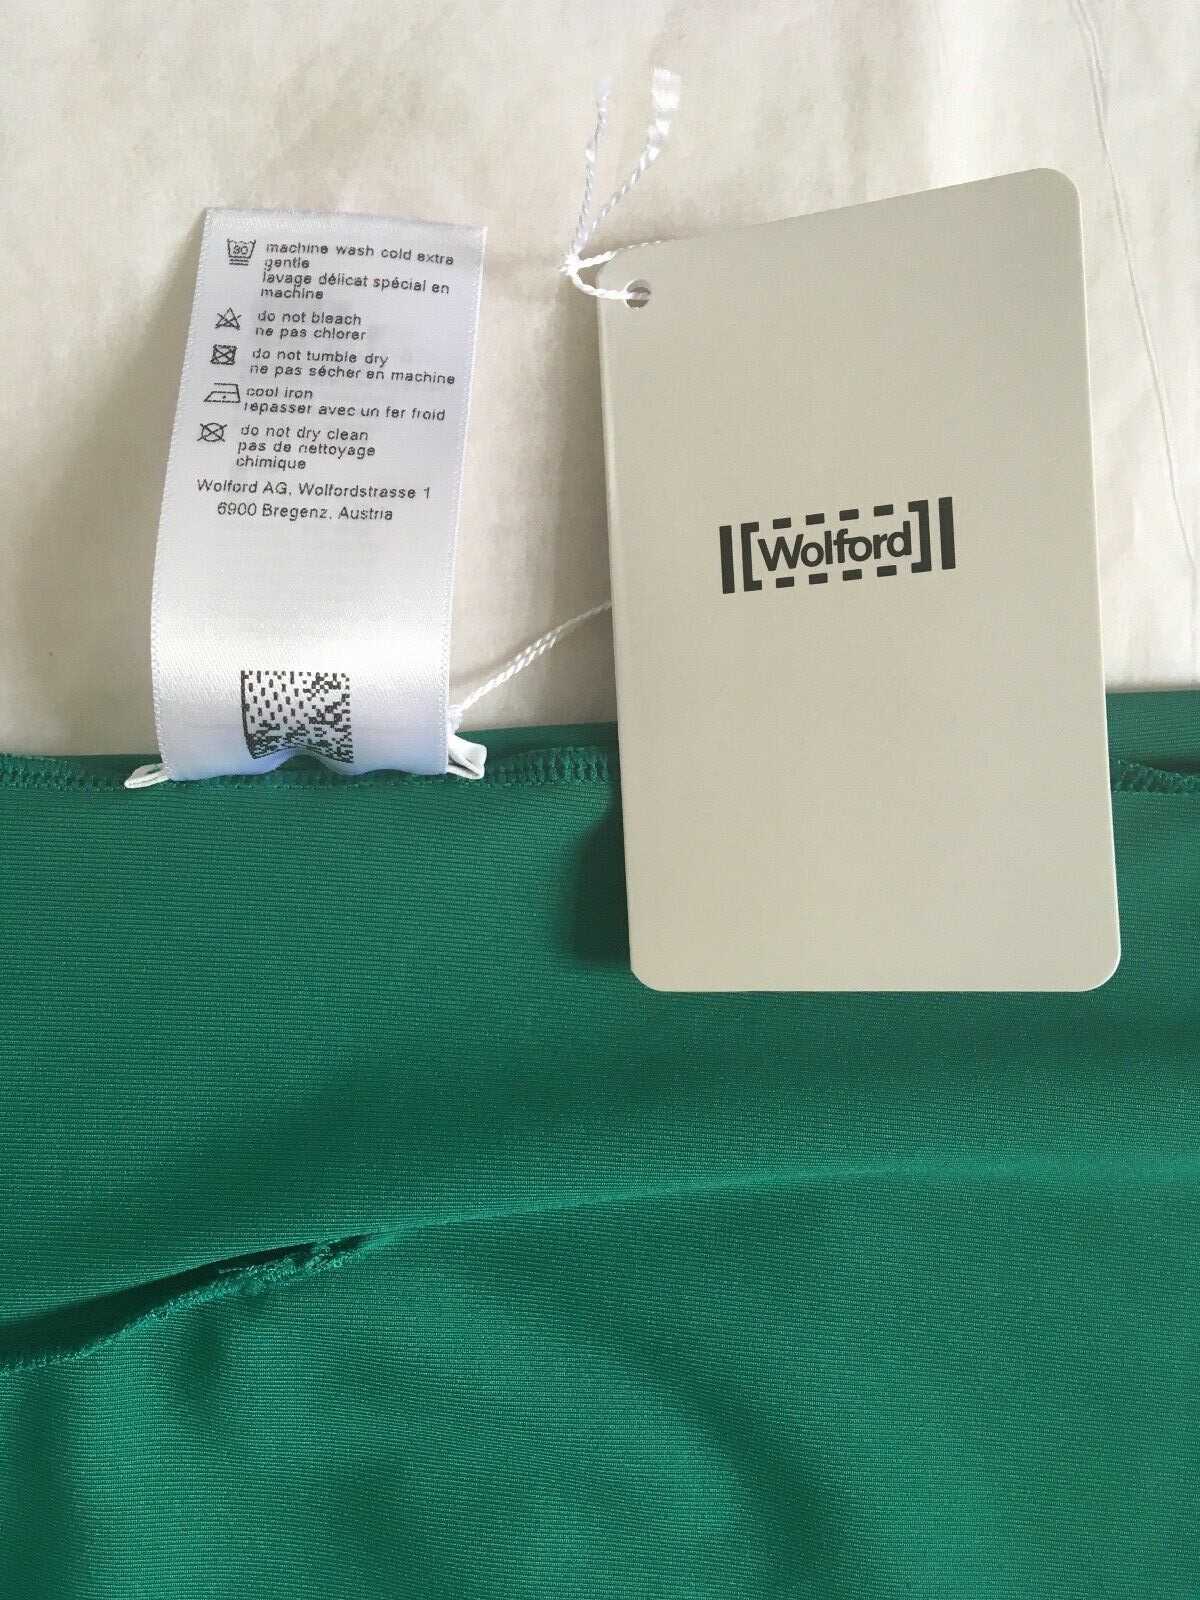 30
machine wash cold extra
gentle
lavage délicat spécial en
machine
do not bleach
ne pas chlorer
do not tumble dry
ne pas sécher en machine
cool iron
repasser avec un fer froid
do not dry clean
pas de nettoyage
chimique
Wolford AG, Wolfordstrasse 1
6900 Bregenz, Austria
Wolford